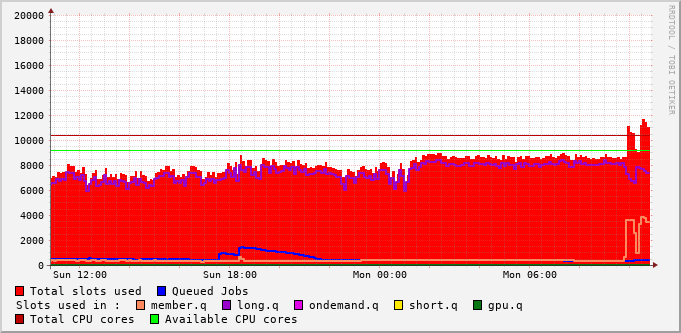 RRDTOOL / TOBI OETIKER
20000
18000
16000
14000
12000
10000
8000
6000
4000
2000
0
Sun 12:00 Sun 18:00 Mon 00:00 Mon 06:00
Total slots used Queued Jobs
Slots used in : member.q long.q ondemand.q short.q gpu.q
Total CPU cores Available CPU cores